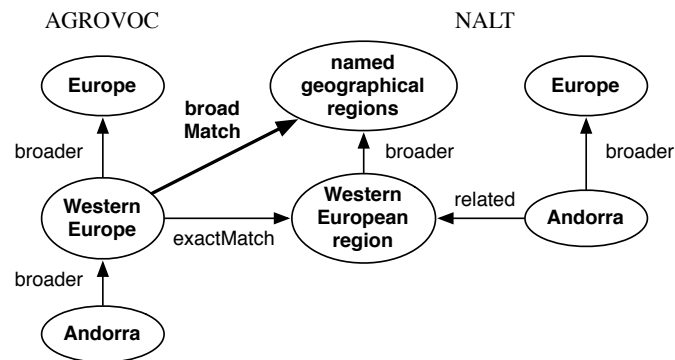 AGROVOC
NALT
Europe
named
geographical
regions
Europe
broad
Match
broader
broader
broader
Western
Europe
exactMatch
Western
European
region
related
Andorra
broader
Andorra